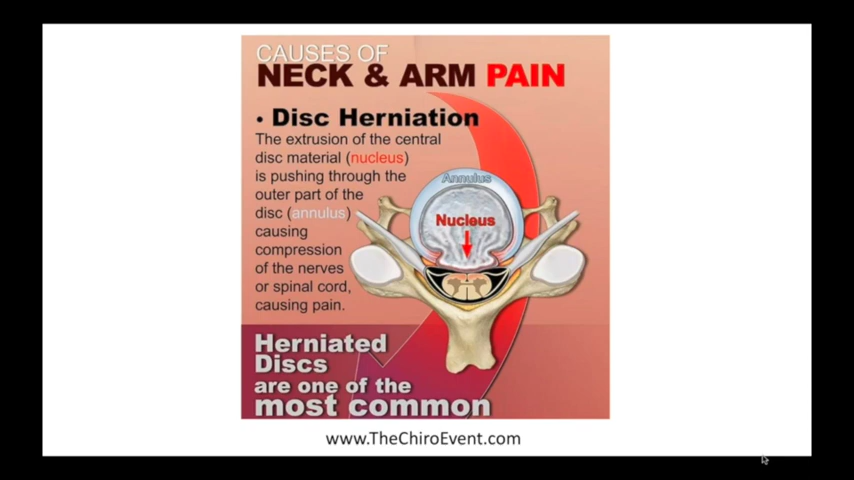 CAUSES OF
NECK & ARM PAIN
• Disc Herniation
The extrusion of the central
disc material (nucleus)
is pushing through the
outer part of the
disc (annulus)
causing
compression
of the nerves
or spinal cord,
causing pain.
Annulus
Nucleus
Herniated
Discs
are one of the
most common
www.TheChiroEvent.com